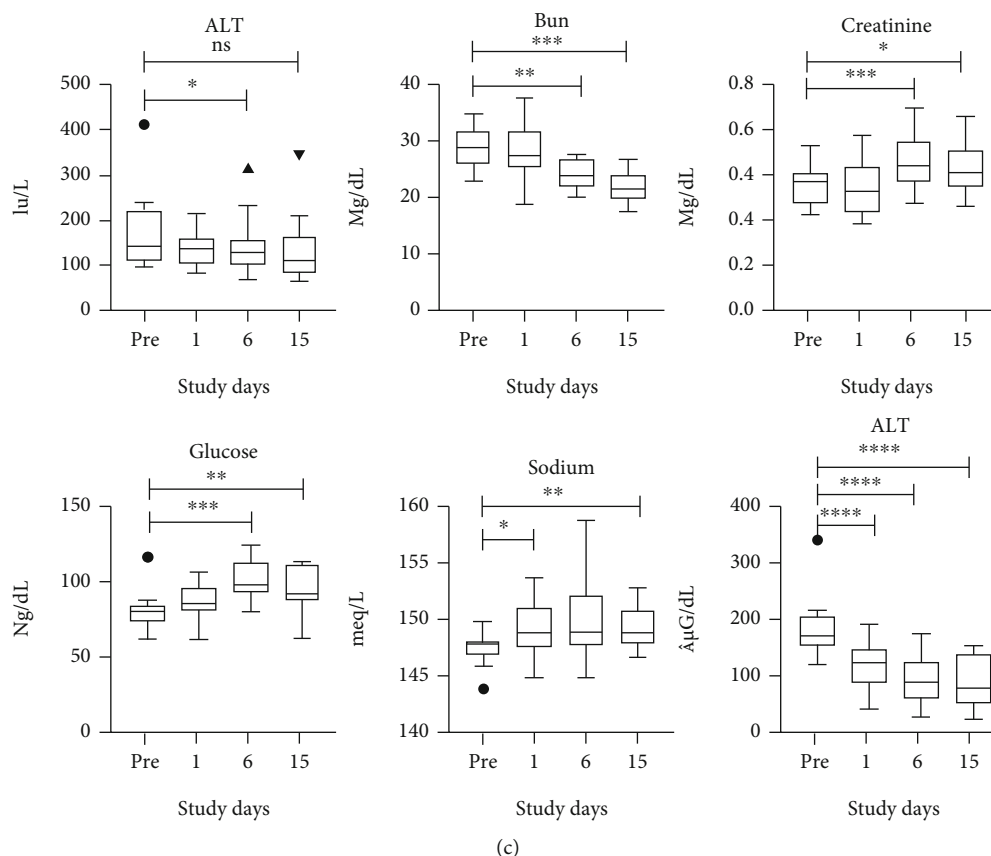 ALT
ns
*
500
400
300
200
100
0
Iu/L
Pre 1 6 15
Study days
Bun
***
**
40
30
20
10
0
Mg/dL
Pre 1 6 15
Study days
Creatinine
*
***
0.8
0.6
0.4
0.4
0.2
0.0
Mg/dL
Pre 1 6 15
Study days
Glucose
**
***
150
100
50
0
Ng/dL
Pre 1 6 15
Study days
Sodium
**
*
160
155
150
145
140
meq/L
Pre 1 6 15
Study days
ALT
****
****
****
400
300
200
100
0
ÂµG/dL
Pre 1 6 15
Study days
(c)